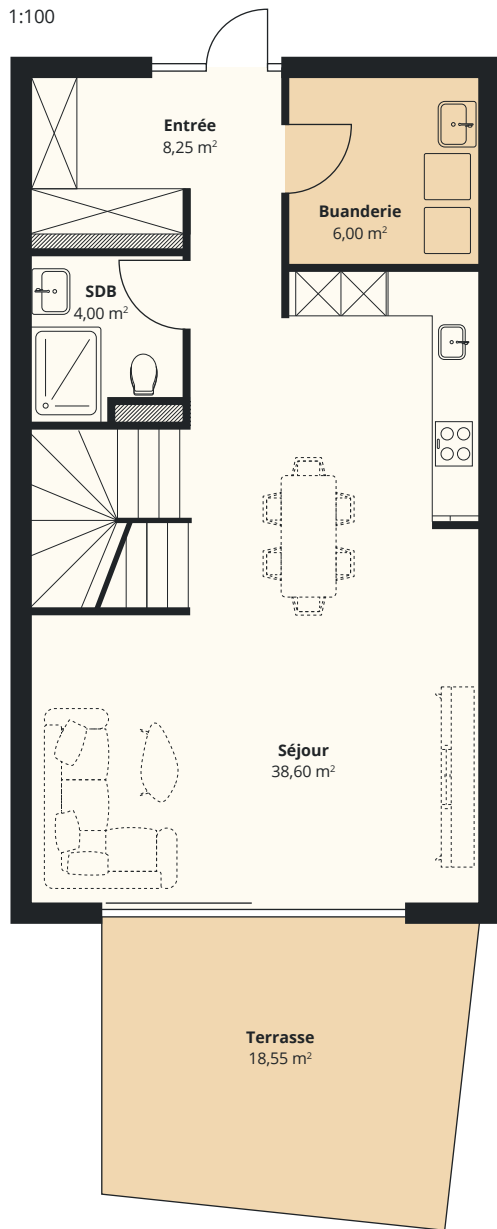 1:100
Entrée
8,25 m²
Buanderie
6,00 m²
SDB
4,00 m²
Séjour
38,60 m²
Terrasse
18,55 m²